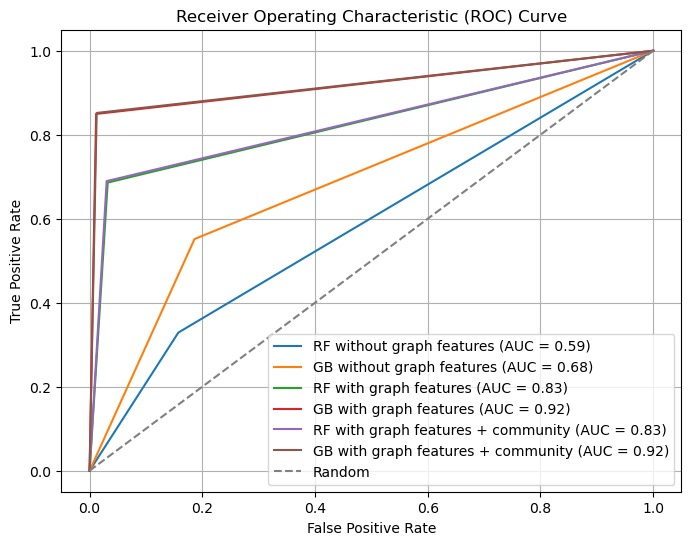 Receiver Operating Characteristic (ROC) Curve
1.0
0.8
0.6
0.4
0.2
0.0
True Positive Rate
RF without graph features (AUC = 0.59)
GB without graph features (AUC = 0.68)
RF with graph features (AUC = 0.83)
GB with graph features (AUC = 0.92)
RF with graph features + community (AUC = 0.83)
GB with graph features + community (AUC = 0.92)
Random
0.0 0.2 0.4 0.6 0.8 1.0
False Positive Rate